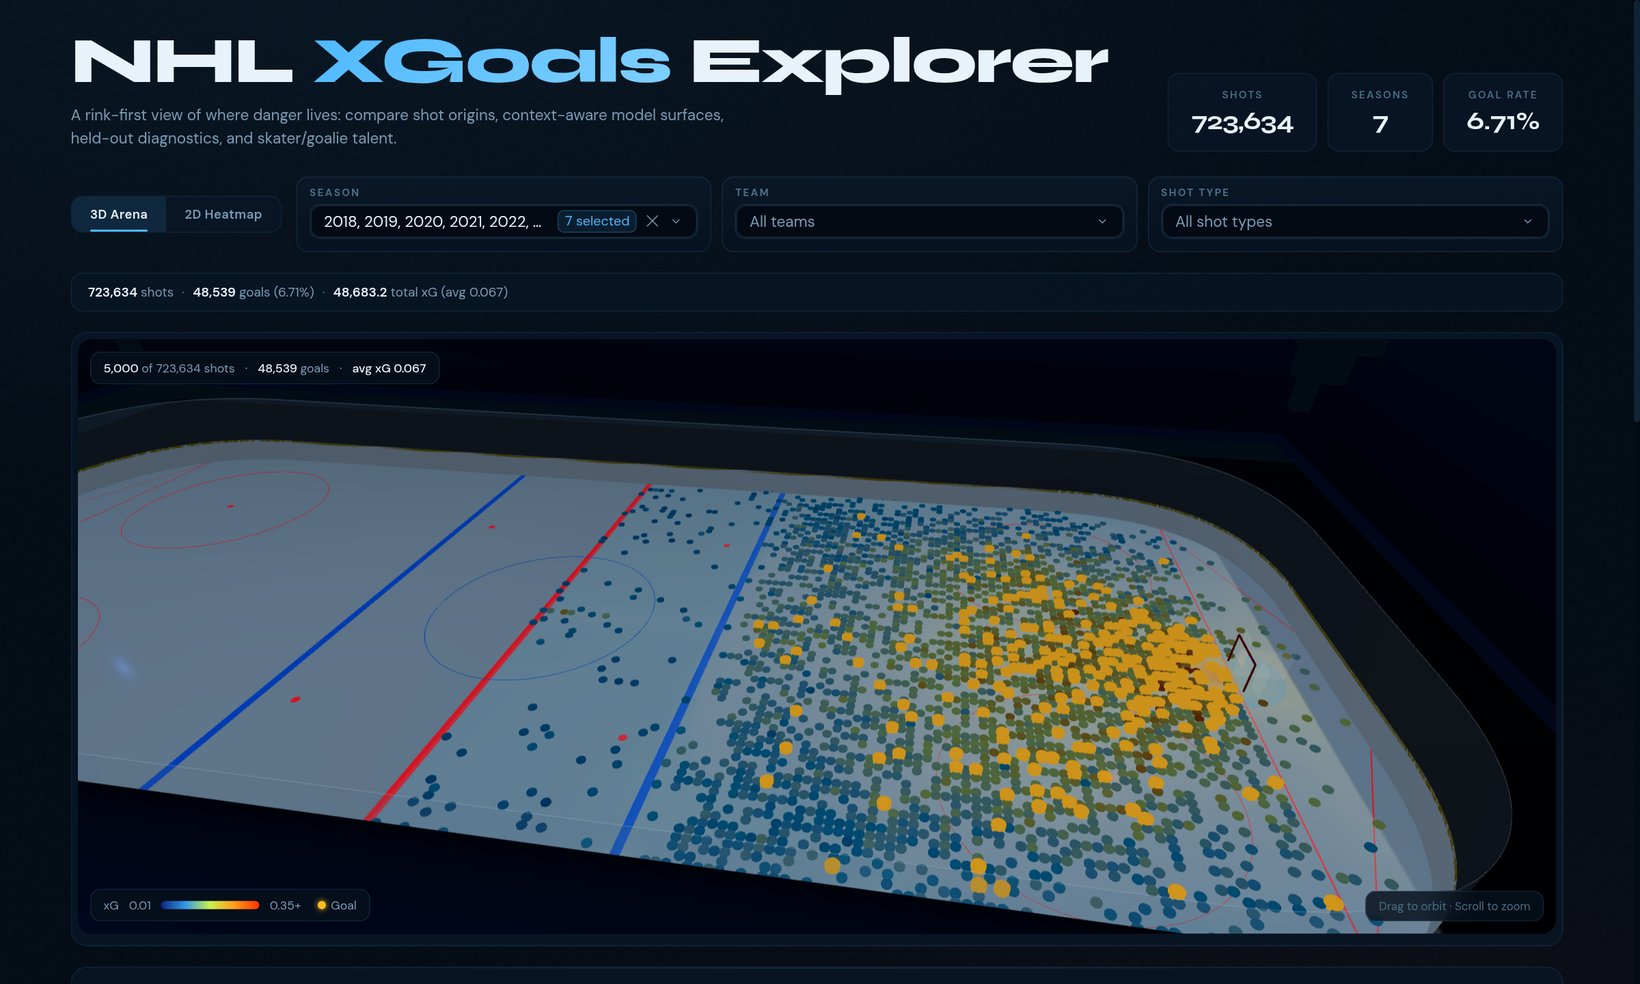 NHL XGoals Explorer
A rink-first view of where danger lives: compare shot origins, context-aware model surfaces,
held-out diagnostics, and skater/goalie talent.
SHOTS
723,634
SEASONS
7
GOAL RATE
6.71%
3D Arena
2D Heatmap
SEASON
2018, 2019, 2020, 2021, 2022, ...
7 selected
TEAM
All teams
SHOT TYPE
All shot types
723,634 shots · 48,539 goals (6.71%) · 48,683.2 total xG (avg 0.067)
5,000 of 723,634 shots · 48,539 goals · avg xG 0.067
xG 0.01 0.35+ Goal
Drag to orbit · Scroll to zoom